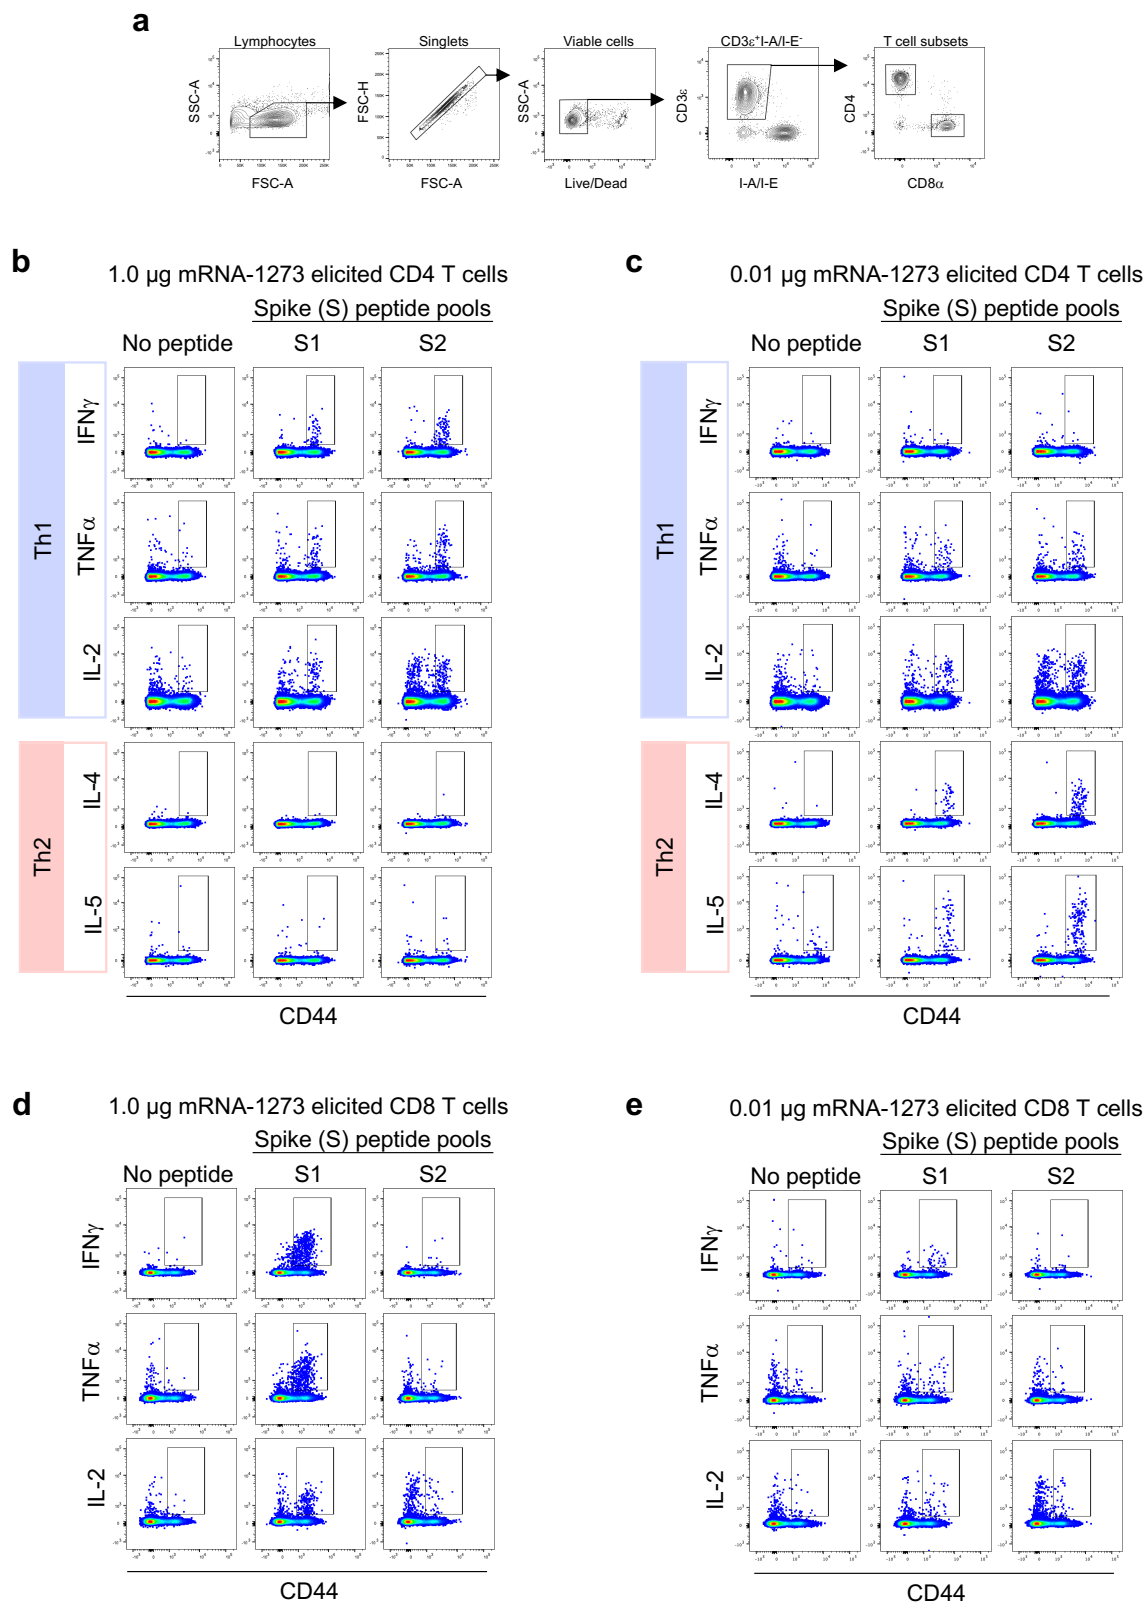 a
Lymphocytes
Singlets
Viable cells
CD3ε⁺I-A/I-E⁻
T cell subsets
SSC-A
FSC-H
SSC-A
CD3ε
CD4
FSC-A
FSC-A
Live/Dead
I-A/I-E
CD8α
b
1.0 µg mRNA-1273 elicited CD4 T cells
Spike (S) peptide pools
No peptide
S1
S2
Th1
IFNγ
TNFα
IL-2
Th2
IL-4
IL-5
CD44
c
0.01 µg mRNA-1273 elicited CD4 T cells
Spike (S) peptide pools
No peptide
S1
S2
Th1
IFNγ
TNFα
IL-2
Th2
IL-4
IL-5
CD44
d
1.0 µg mRNA-1273 elicited CD8 T cells
Spike (S) peptide pools
No peptide
S1
S2
IFNγ
TNFα
IL-2
CD44
e
0.01 µg mRNA-1273 elicited CD8 T cells
Spike (S) peptide pools
No peptide
S1
S2
IFNγ
TNFα
IL-2
CD44